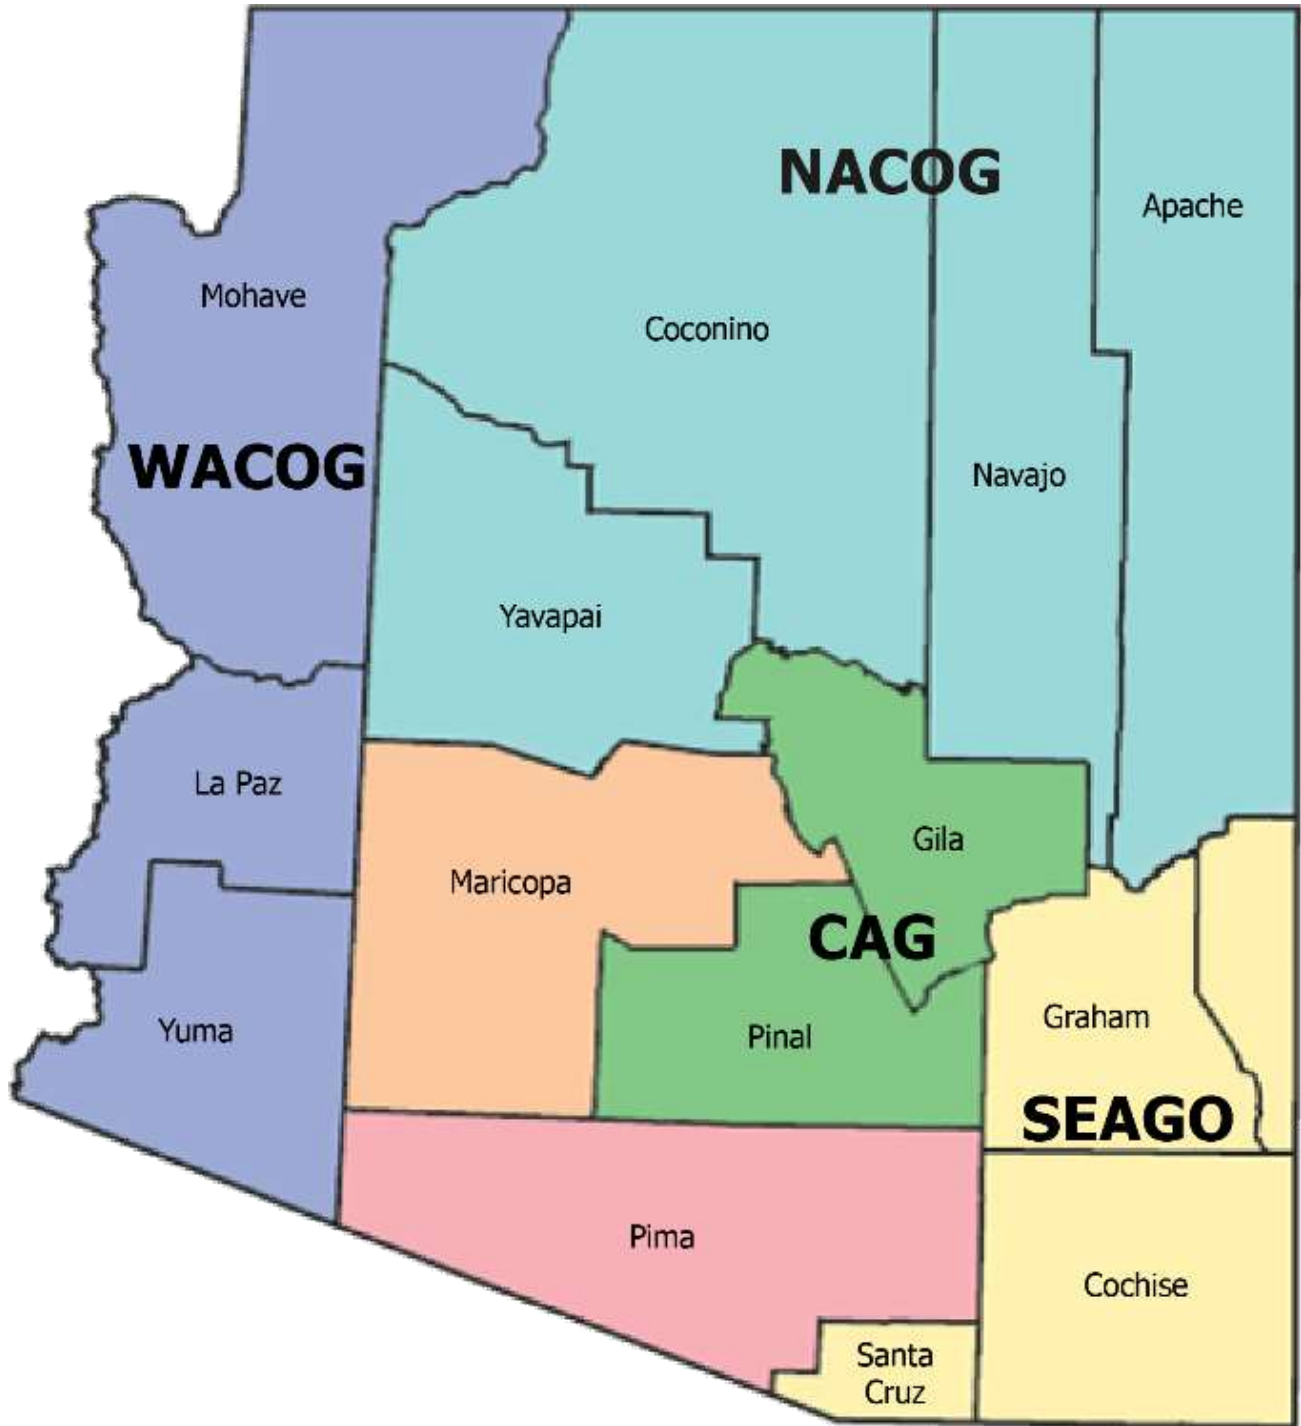 NACOG
Apache
Mohave
Coconino
WACOG
Navajo
Yavapai
La Paz
Gila
Maricopa
CAG
Graham
Yuma
Pinal
SEAGO
Pima
Cochise
Santa
Cruz